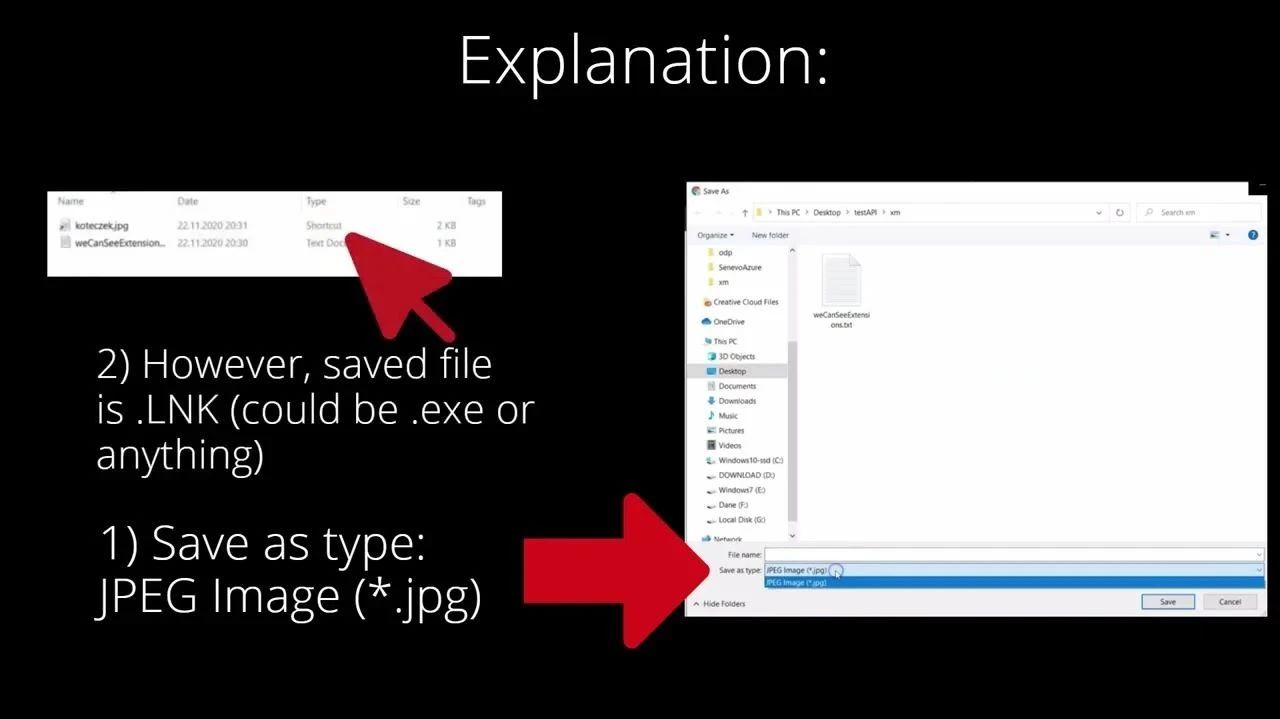 Explanation:
Name Date Type Size Tags
koteczek.jpg 22.11.2020 20:31 Shortcut 2 KB
weCanSeeExtension... 22.11.2020 20:30 Text Doc 1 KB
2) However, saved file
is .LNK (could be .exe or
anything)
1) Save as type:
JPEG Image (*.jpg)
Save As
This PC > Desktop > testAPI > xm
Search xm
Organize New folder
odp
SenevoAzure
xm
Creative Cloud Files
OneDrive
This PC
3D Objects
Desktop
Documents
Downloads
Music
Pictures
Videos
Windows10-ssd (C:)
DOWNLOAD (D:)
Windows7 (E:)
Dane (F:)
Local Disk (G:)
Network
weCanSeeExtensi
ons.txt
File name:
Save as type: JPEG Image (*.jpg)
JPEG Image (*.jpg)
Hide Folders
Save Cancel